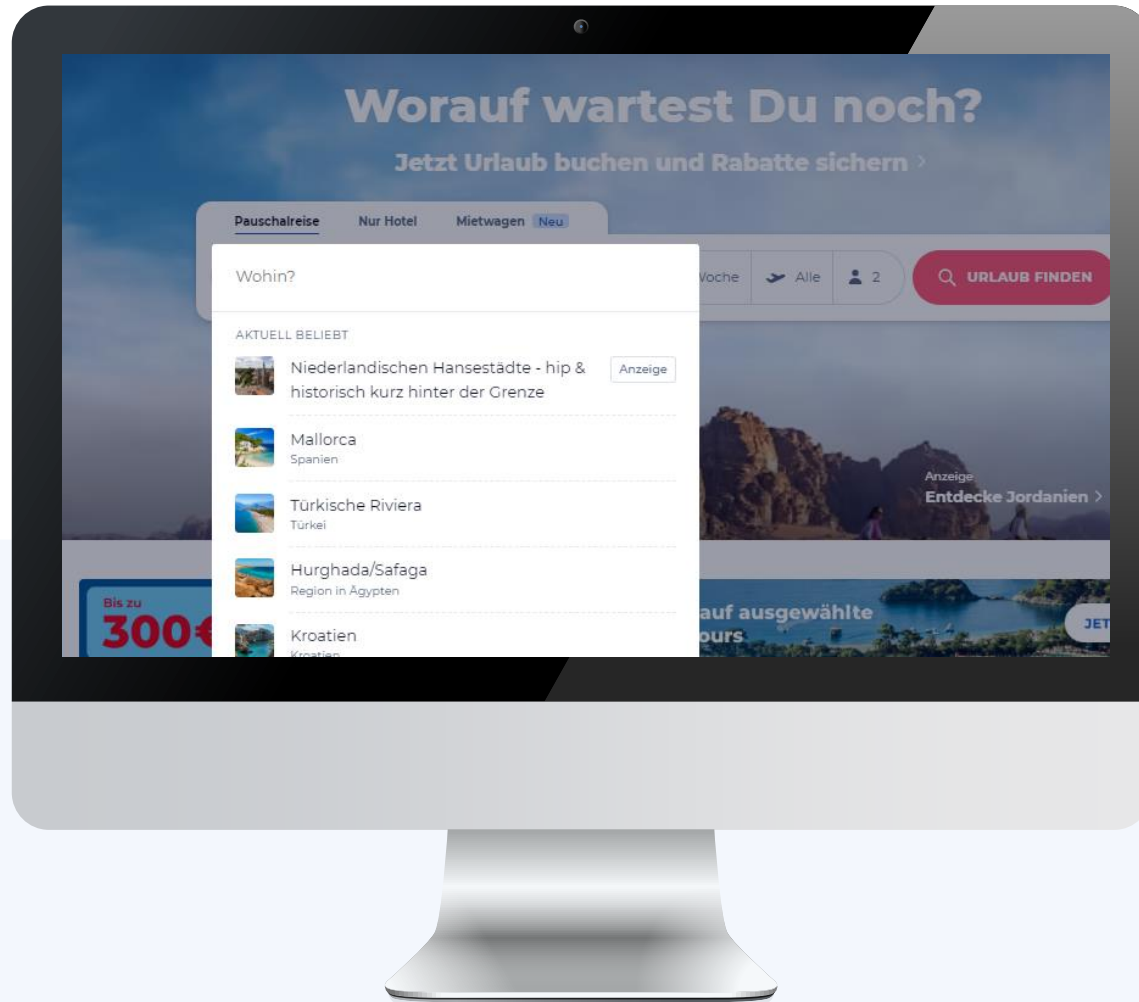 Worauf wartest Du noch?
Jetzt Urlaub buchen und Rabatte sichern
Pauschalreise Nur Hotel Mietwagen Neu
Wohin?
Woche Alle 2 URLAUB FINDEN
AKTUELL BELIEBT
Niederlandischen Hansestädte - hip & Anzeige
historisch kurz hinter der Grenze
Mallorca
Spanien
Türkische Riviera
Türkei
Anzeige
Entdecke Jordanien
Hurghada/Safaga
Region in Ägypten
Kroatien
Kroatien
Bis zu
300€
auf ausgewählte
ours
JET